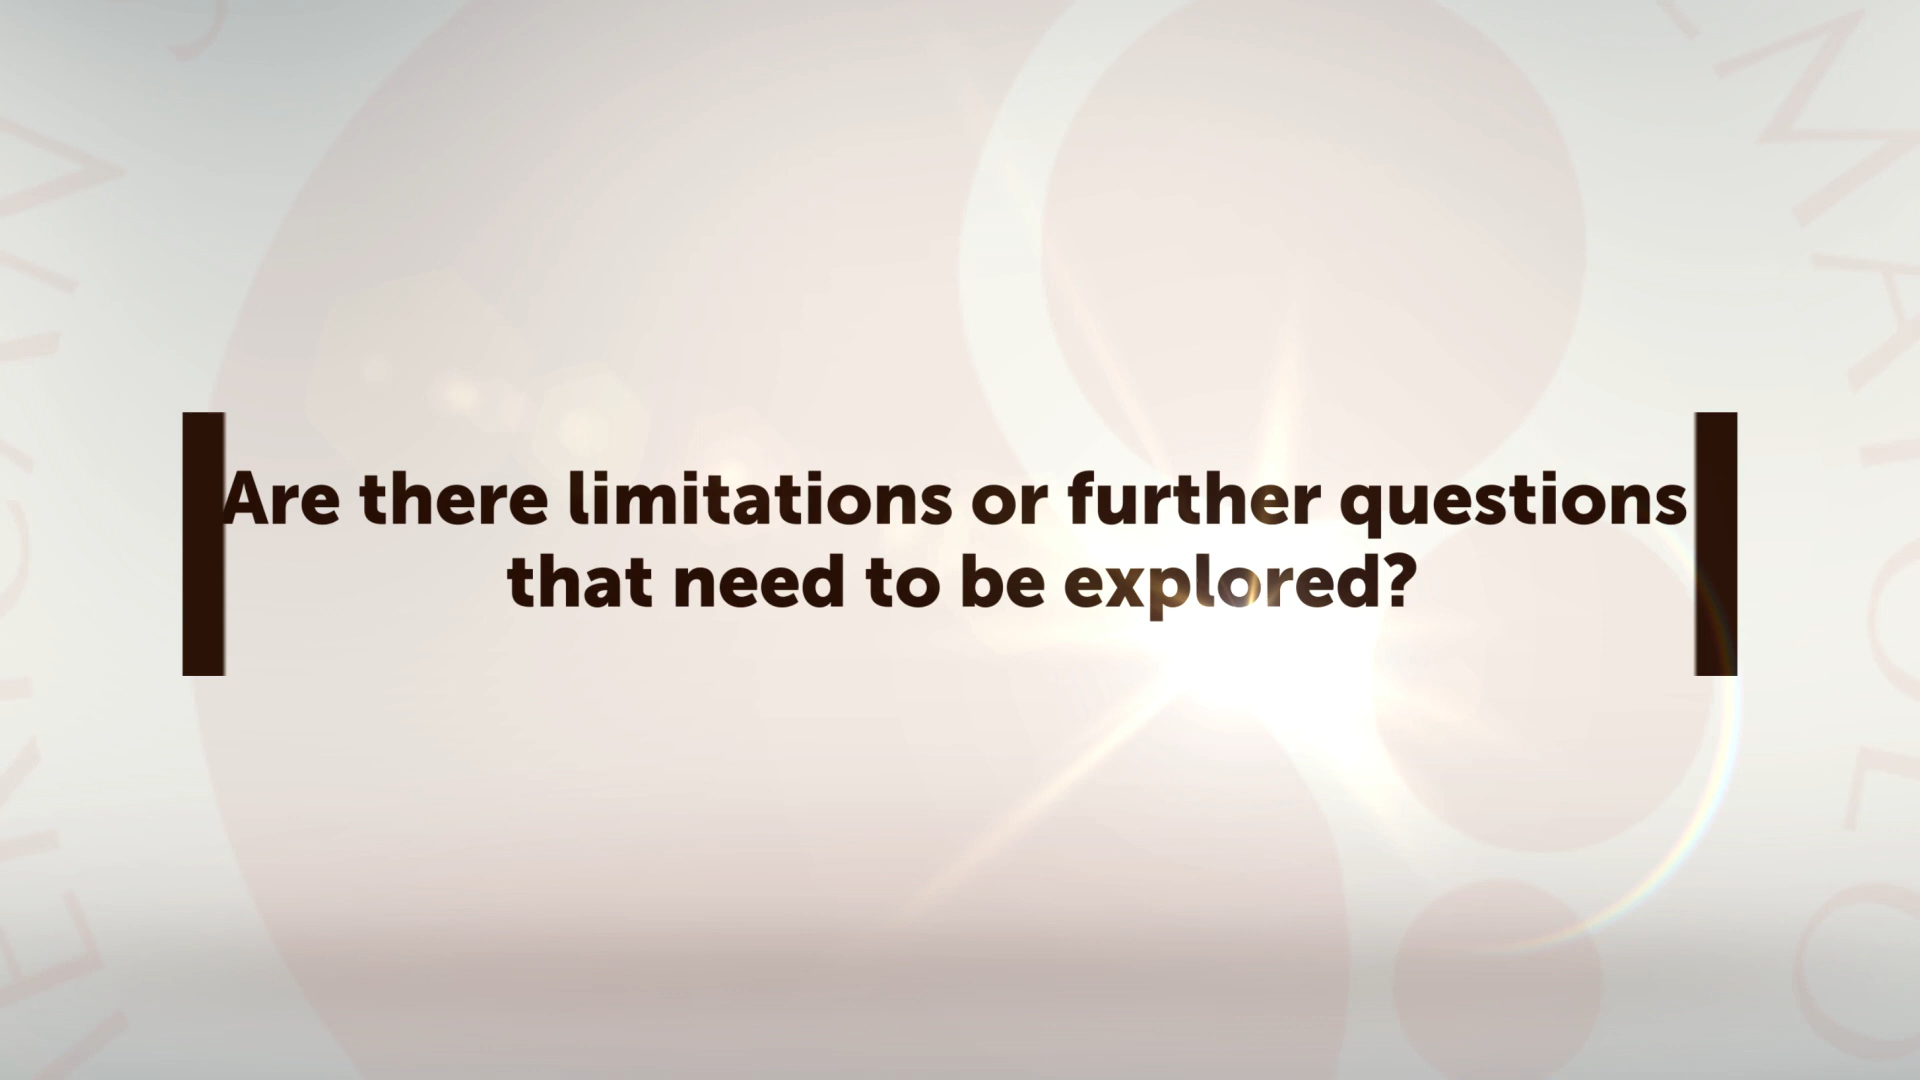 Are there limitations or further questions
that need to be explored?